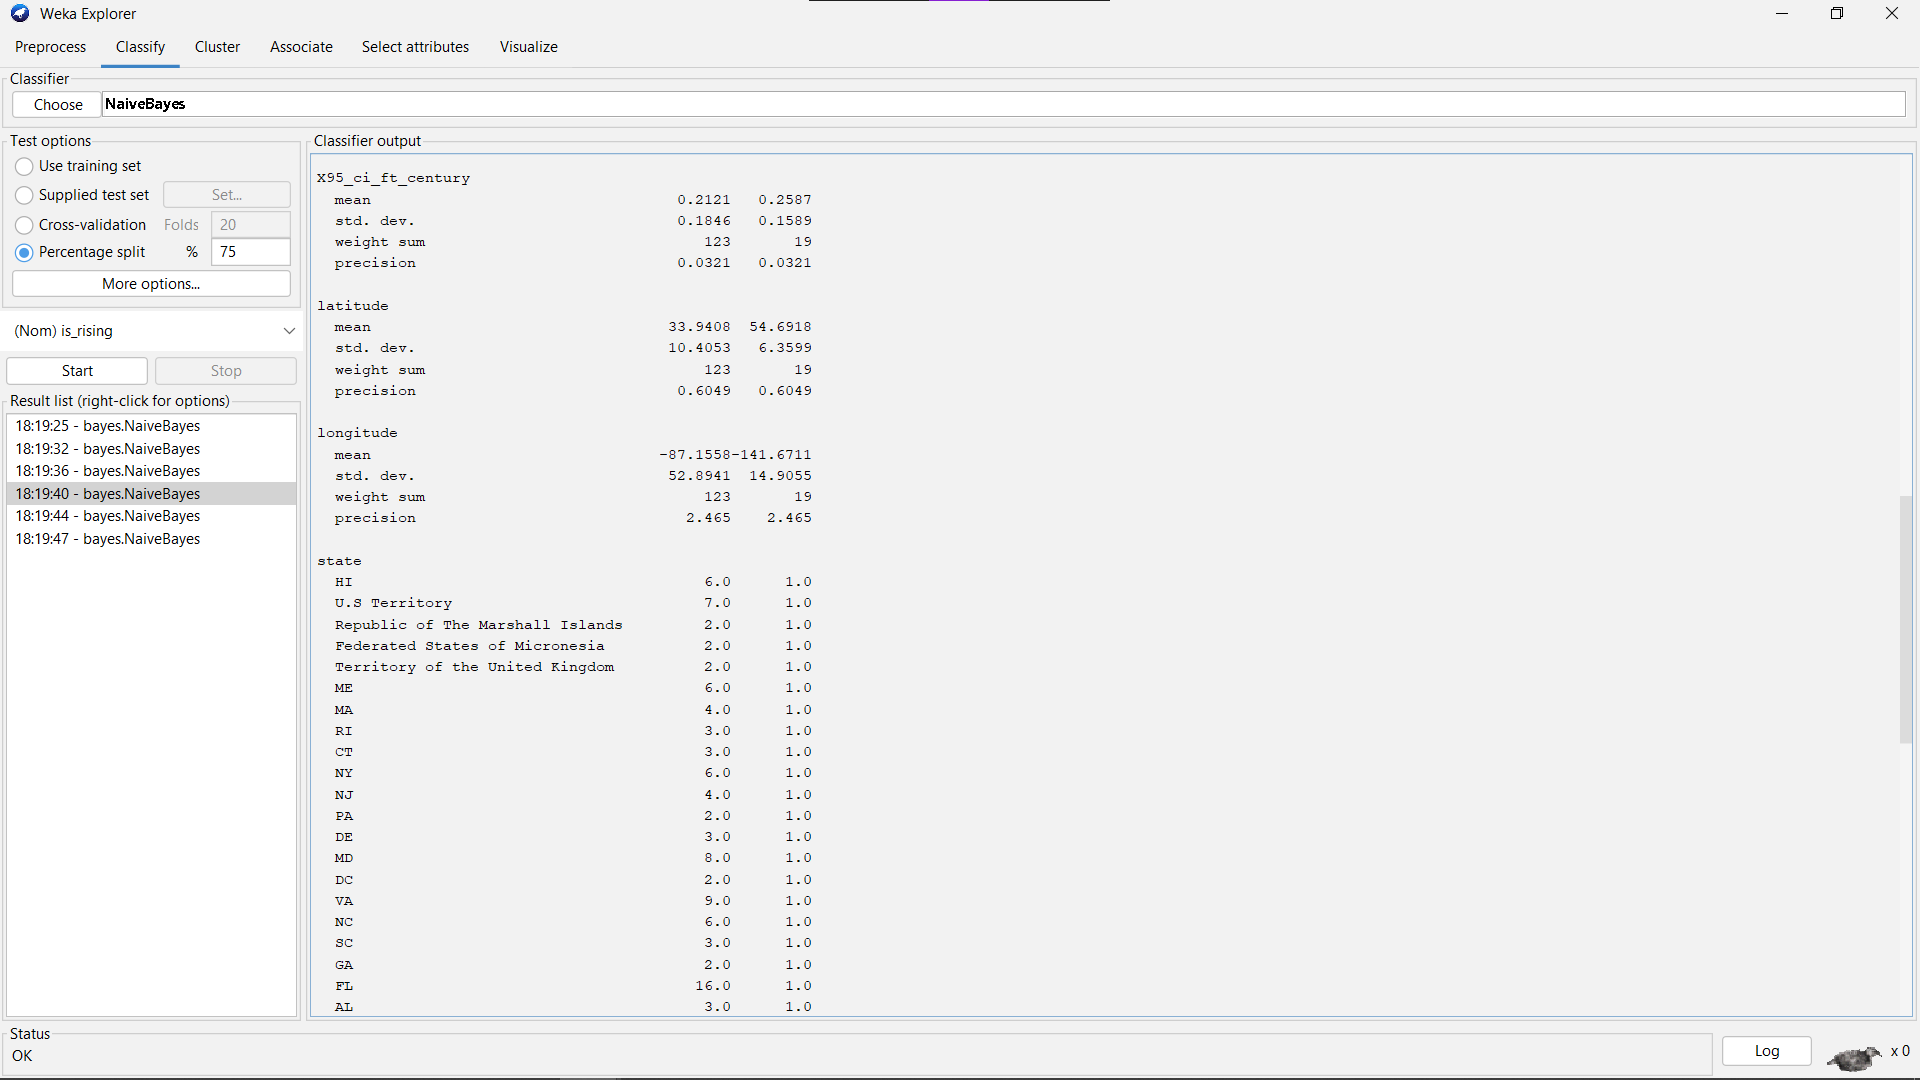 Weka Explorer
Preprocess Classify Cluster Associate Select attributes Visualize
Classifier
Choose NaiveBayes
Test options
Use training set
Supplied test set Set...
Cross-validation Folds 20
Percentage split % 75
More options...
(Nom) is_rising
Start Stop
Result list (right-click for options)
18:19:25 - bayes.NaiveBayes
18:19:32 - bayes.NaiveBayes
18:19:36 - bayes.NaiveBayes
18:19:40 - bayes.NaiveBayes
18:19:44 - bayes.NaiveBayes
18:19:47 - bayes.NaiveBayes
Classifier output
X95_ci_ft_century
mean 0.2121 0.2587
std. dev. 0.1846 0.1589
weight sum 123 19
precision 0.0321 0.0321
latitude
mean 33.9408 54.6918
std. dev. 10.4053 6.3599
weight sum 123 19
precision 0.6049 0.6049
longitude
mean -87.1558-141.6711
std. dev. 52.8941 14.9055
weight sum 123 19
precision 2.465 2.465
state
HI 6.0 1.0
U.S Territory 7.0 1.0
Republic of The Marshall Islands 2.0 1.0
Federated States of Micronesia 2.0 1.0
Territory of the United Kingdom 2.0 1.0
ME 6.0 1.0
MA 4.0 1.0
RI 3.0 1.0
CT 3.0 1.0
NY 6.0 1.0
NJ 4.0 1.0
PA 2.0 1.0
DE 3.0 1.0
MD 8.0 1.0
DC 2.0 1.0
VA 9.0 1.0
NC 6.0 1.0
SC 3.0 1.0
GA 2.0 1.0
FL 16.0 1.0
AL 3.0 1.0
Status
OK
Log
x 0